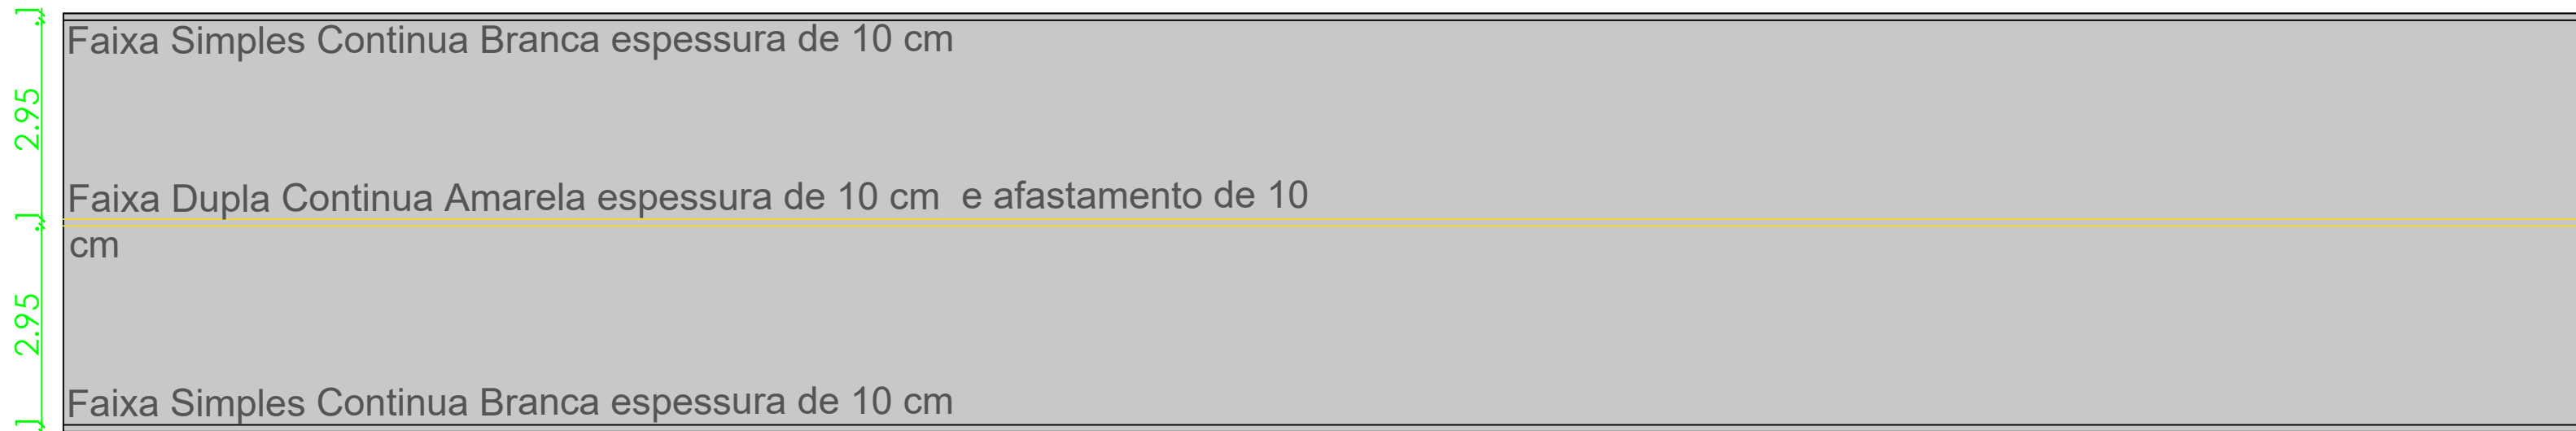 Faixa Simples Continua Branca espessura de 10 cm
2.95
Faixa Dupla Continua Amarela espessura de 10 cm e afastamento de 10
cm
2.95
Faixa Simples Continua Branca espessura de 10 cm